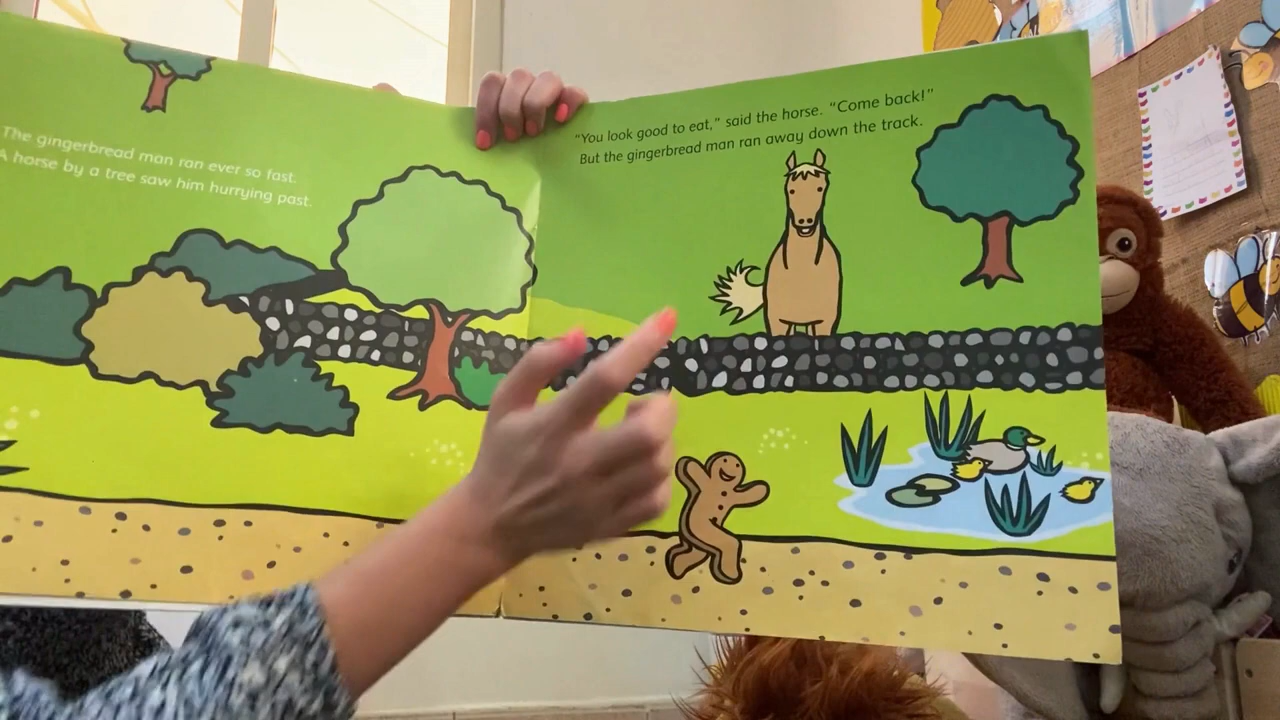 The gingerbread man ran ever so fast.
A horse by a tree saw him hurrying past.
"You look good to eat," said the horse. "Come back!"
But the gingerbread man ran away down the track.